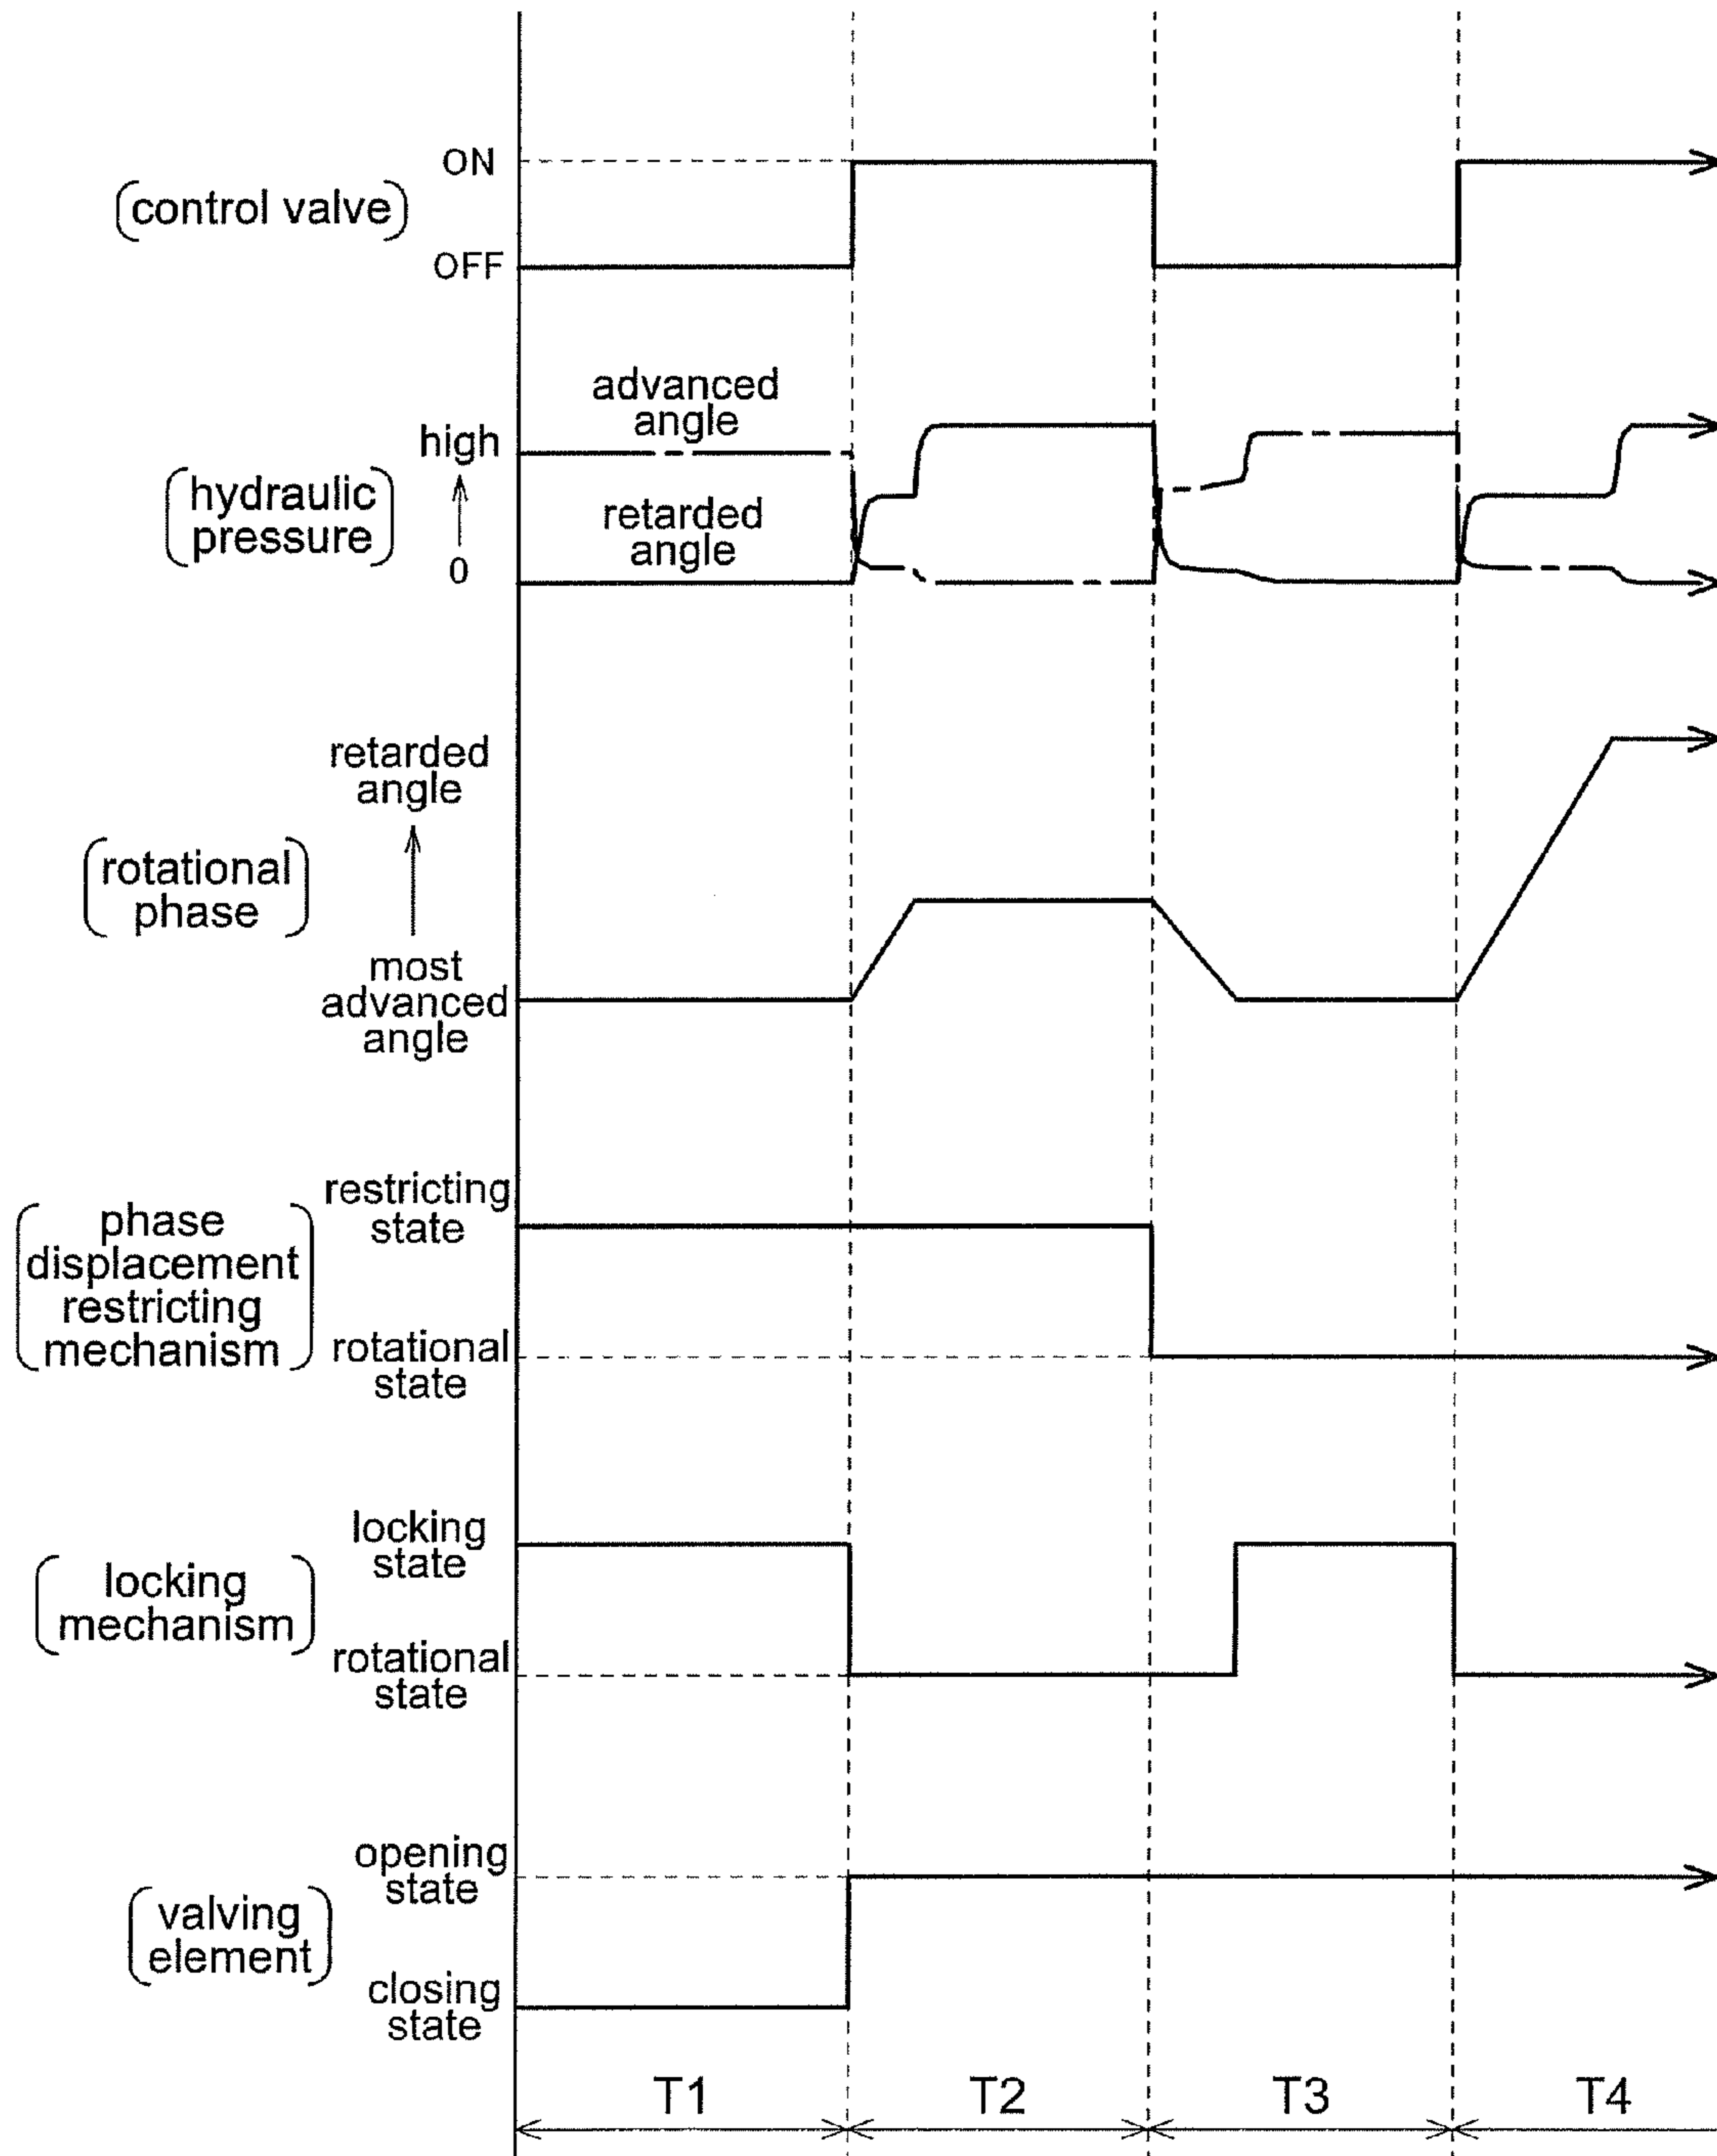 ON
(control valve)
OFF
advanced
angle
high
(hydraulic
pressure)
retarded
angle
0
retarded
angle
(rotational
phase)
most
advanced
angle
restricting
state
(phase
displacement
restricting
mechanism)
rotational
state
locking
state
(locking
mechanism)
rotational
state
opening
state
(valving
element)
closing
state
T1 T2 T3 T4